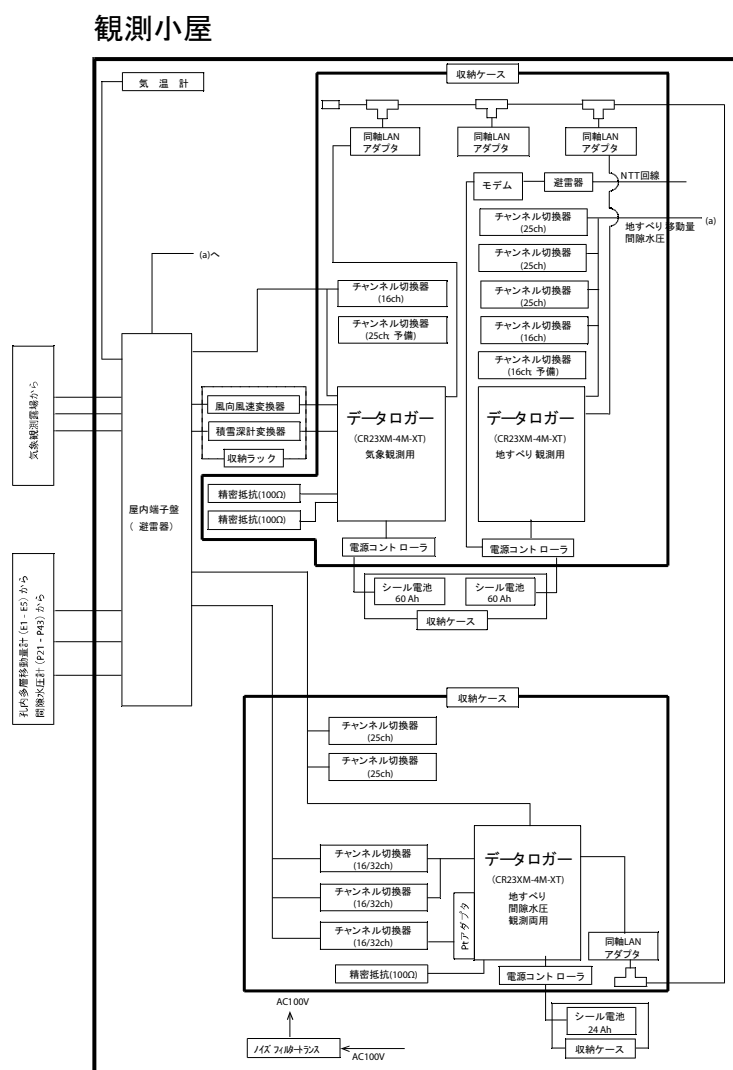 観測小屋
収納ケース
気 温 計
同軸LAN
アダプタ
同軸LAN
アダプタ
同軸LAN
アダプタ
モデム
避雷器
NTT回線
チャンネル切換器
(25ch)
地すべり移動量
間隙水圧
(a)
チャンネル切換器
(25ch)
(a)へ
チャンネル切換器
(16ch)
チャンネル切換器
(25ch)
チャンネル切換器
(25ch; 予備)
チャンネル切換器
(16ch)
チャンネル切換器
(16ch; 予備)
気象観測露場から
風向風速変換器
積雪深計変換器
収納ラック
データロガー
(CR23XM-4M-XT)
気象観測用
データロガー
(CR23XM-4M-XT)
地すべり観測用
精密抵抗(100Ω)
精密抵抗(100Ω)
屋内端子盤
( 避雷器)
電源コントローラ
電源コントローラ
シール電池
60 Ah
シール電池
60 Ah
収納ケース
孔内多層移動量計(E1-E5)から
間隙水圧計(P21-P43)から
収納ケース
チャンネル切換器
(25ch)
チャンネル切換器
(25ch)
チャンネル切換器
(16/32ch)
チャンネル切換器
(16/32ch)
チャンネル切換器
(16/32ch)
Ptアダプタ
データロガー
(CR23XM-4M-XT)
地すべり
間隙水圧
観測両用
同軸LAN
アダプタ
精密抵抗(100Ω)
電源コントローラ
シール電池
24 Ah
収納ケース
AC100V
ノイズフィルタートランス
AC100V